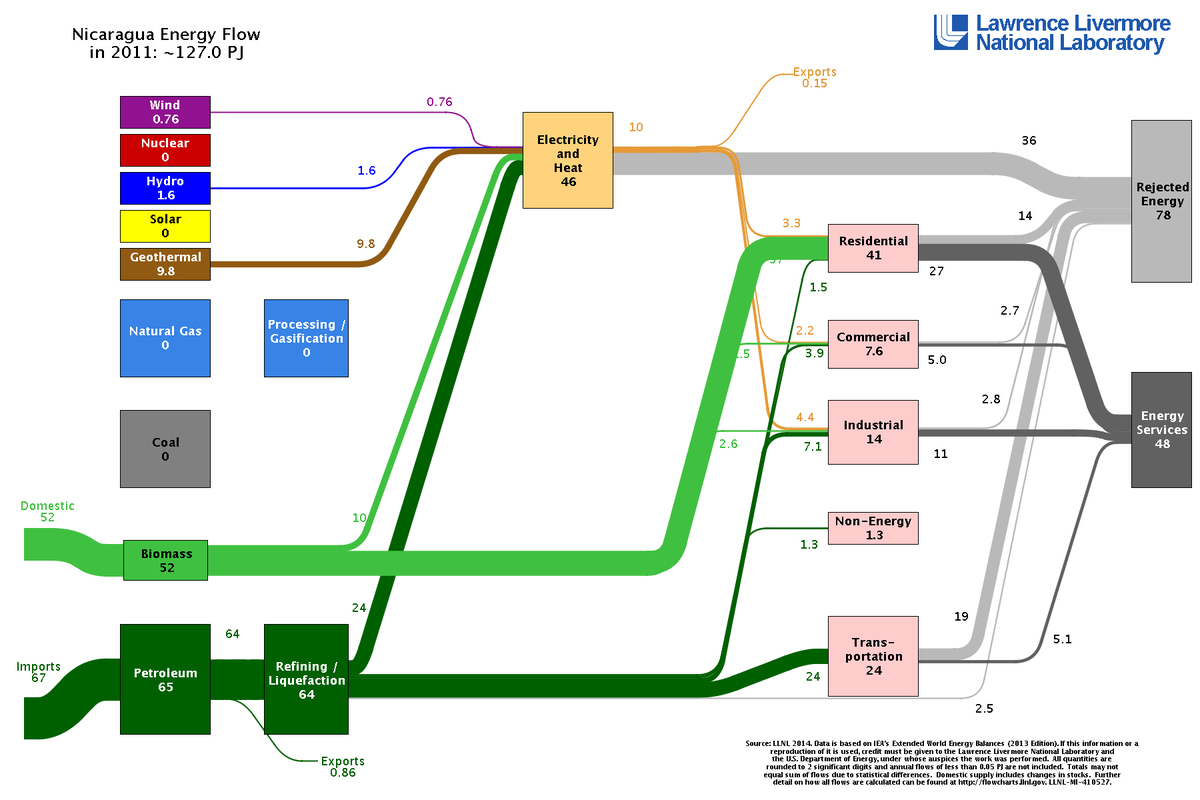 Nicaragua Energy Flow
in 2011: ~127.0 PJ
Lawrence Livermore
National Laboratory
Exports
0.15
Wind
0.76
0.76
Nuclear
0
Hydro
1.6
1.6
Solar
0
Geothermal
9.8
9.8
Electricity
and
Heat
46
10
36
Rejected
Energy
78
14
3.3
Residential
41
27
1.5
Natural Gas
0
Processing /
Gasification
0
2.2
Commercial
7.6
2.7
3.9
5.0
Coal
0
4.4
Industrial
14
2.8
2.6
7.1
11
Energy
Services
48
Domestic
52
10
Biomass
52
Non-Energy
1.3
1.3
24
64
Imports
67
Petroleum
65
Refining /
Liquefaction
64
Trans-
portation
24
24
19
5.1
2.5
Exports
0.86
Source: LLNL 2014. Data is based on IEA's Extended World Energy Balances (2013 Edition). If this information or a
reproduction of it is used, credit must be given to the Lawrence Livermore National Laboratory and
the U.S. Department of Energy, under whose auspices the work was performed. All quantities are
rounded to 2 significant digits and annual flows of less than 0.05 PJ are not included. Totals may not
equal sum of flows due to statistical differences. Domestic supply includes changes in stocks. Further
detail on how all flows are calculated can be found at http://flowcharts.llnl.gov. LLNL-MI-410527.